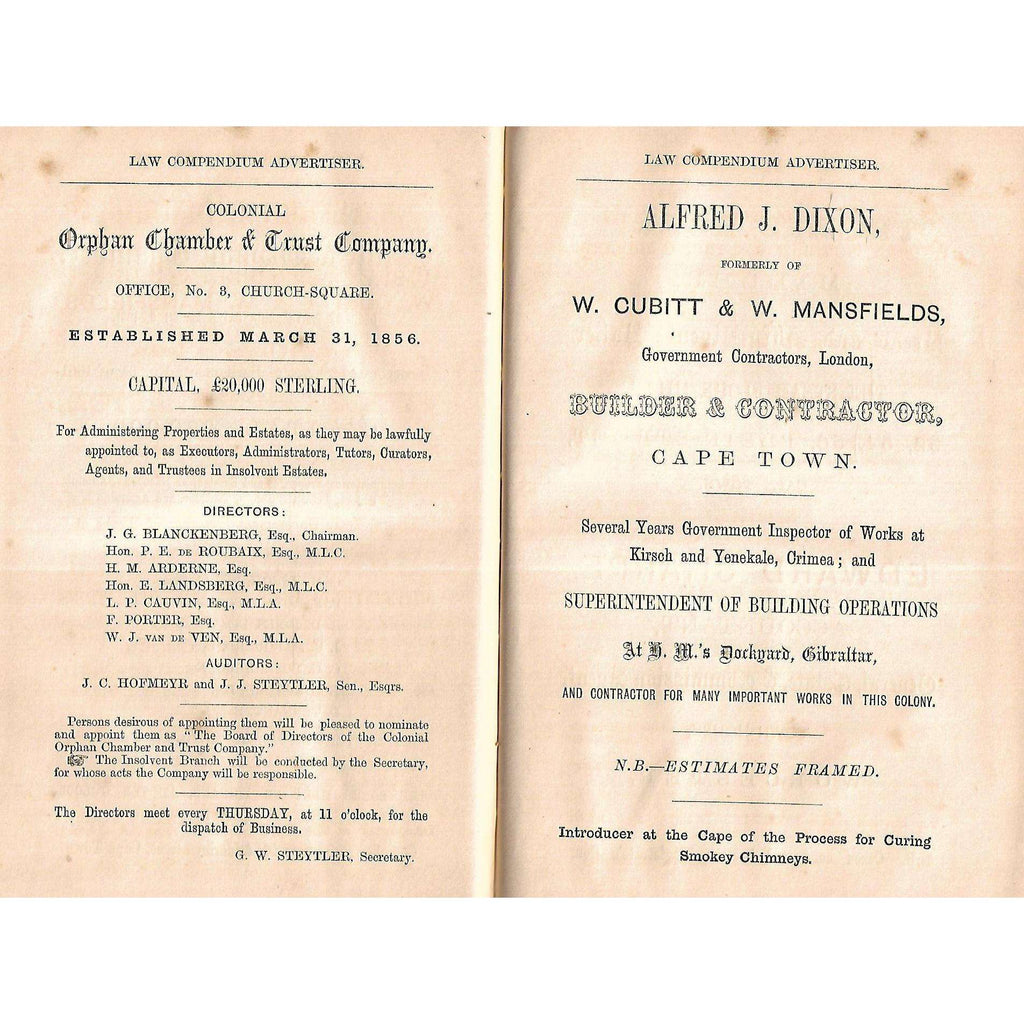 LAW COMPENDIUM ADVERTISER.
COLONIAL
Orphan Chamber & Trust Company.
OFFICE, No. 3, CHURCH-SQUARE.
ESTABLISHED MARCH 31, 1856.
CAPITAL, £20,000 STERLING.
For Administering Properties and Estates, as they may be lawfully
appointed to, as Executors, Administrators, Tutors, Curators,
Agents, and Trustees in Insolvent Estates.
DIRECTORS:
J. G. BLANCKENBERG, Esq., Chairman.
Hon. P. E. DE ROUBAIX, Esq., M.L.C.
H. M. ARDERNE, Esq.
Hon. E. LANDSBERG, Esq., M.L.C.
L. P. CAUVIN, Esq., M.L.A.
F. PORTER, Esq.
W. J. VAN DE VEN, Esq., M.L.A.
AUDITORS:
J. C. HOFMEYR and J. J. STEYTLER, Sen., Esqrs.
Persons desirous of appointing them will be pleased to nominate
and appoint them as "The Board of Directors of the Colonial
Orphan Chamber and Trust Company."
☞ The Insolvent Branch will be conducted by the Secretary,
for whose acts the Company will be responsible.
The Directors meet every THURSDAY, at 11 o'clock, for the
dispatch of Business.
G. W. STEYTLER, Secretary.
LAW COMPENDIUM ADVERTISER.
ALFRED J. DIXON,
FORMERLY OF
W. CUBITT & W. MANSFIELDS,
Government Contractors, London,
BUILDER & CONTRACTOR,
CAPE TOWN.
Several Years Government Inspector of Works at
Kirsch and Yenekale, Crimea; and
SUPERINTENDENT OF BUILDING OPERATIONS
At H. M.'s Dockyard, Gibraltar,
AND CONTRACTOR FOR MANY IMPORTANT WORKS IN THIS COLONY.
N.B.—ESTIMATES FRAMED.
Introducer at the Cape of the Process for Curing
Smokey Chimneys.